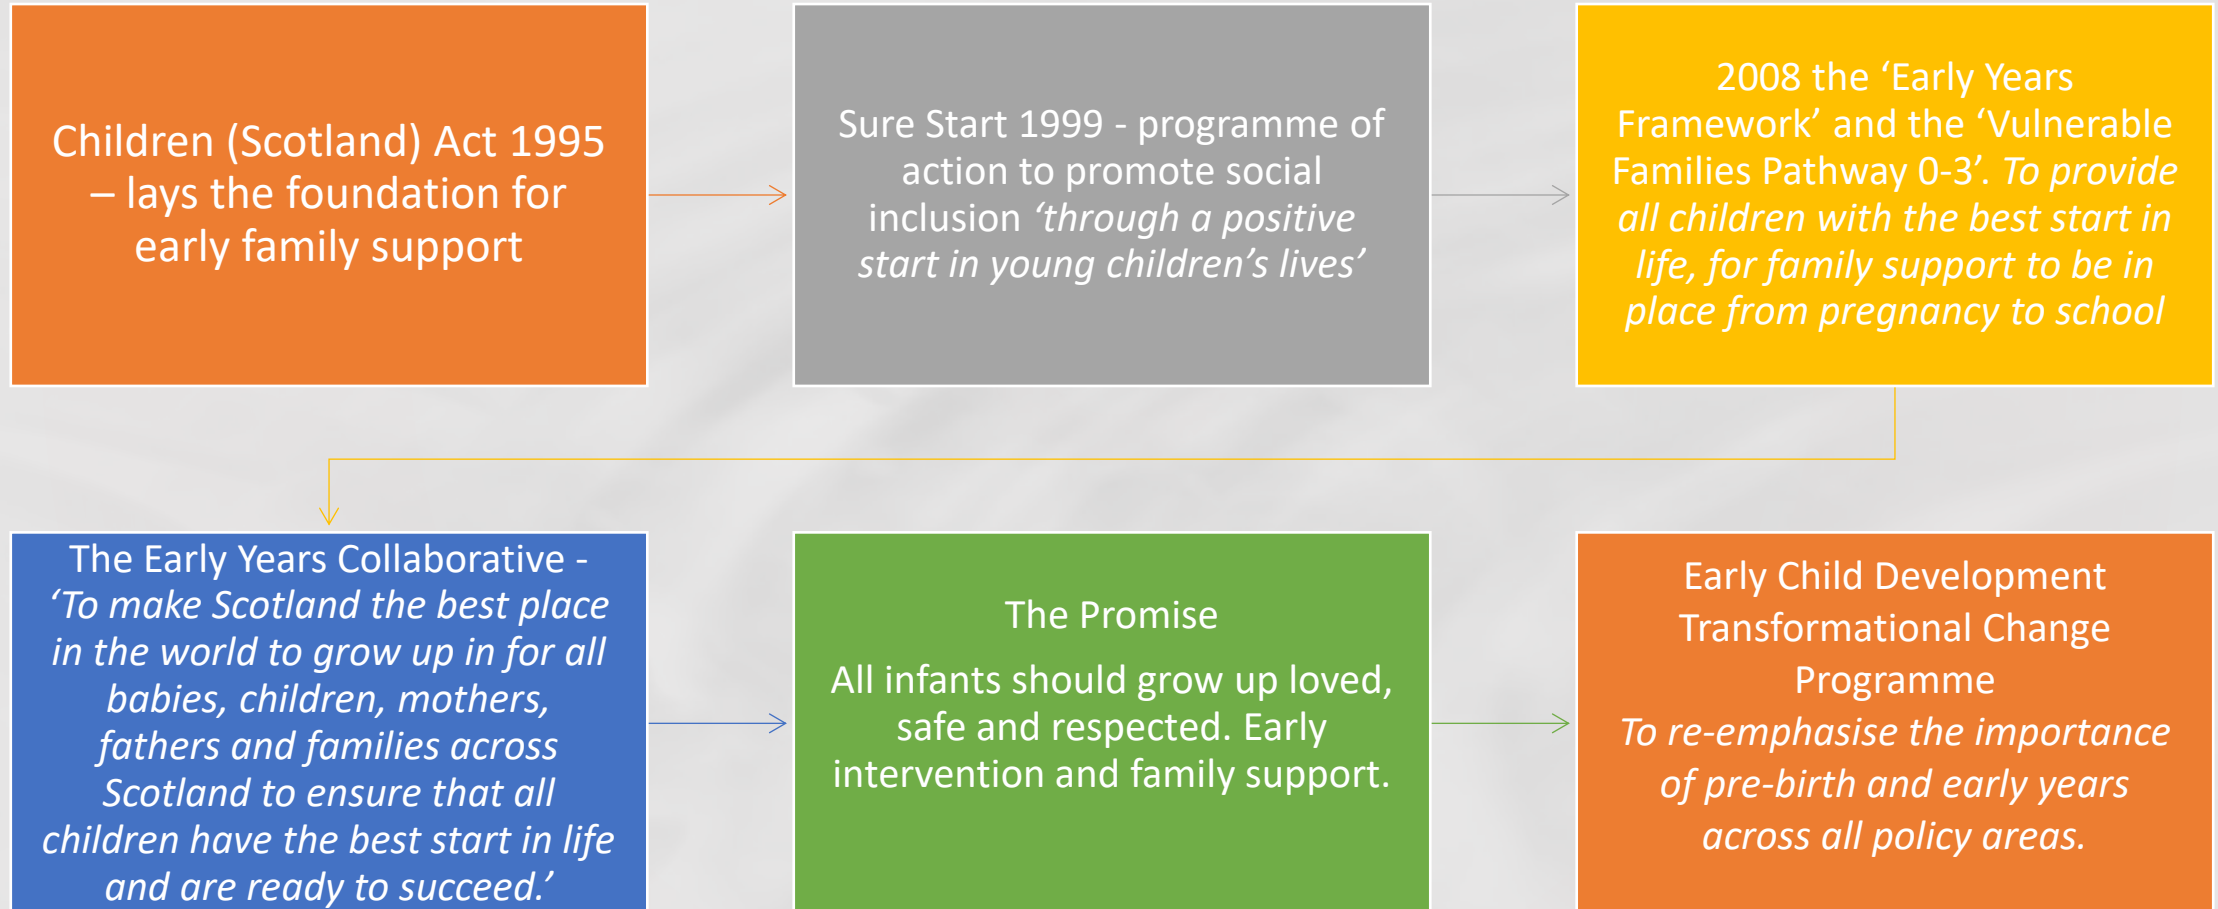 Children (Scotland) Act 1995
– lays the foundation for
early family support
Sure Start 1999 - programme of
action to promote social
inclusion ‘through a positive
start in young children’s lives’
2008 the ‘Early Years
Framework’ and the ‘Vulnerable
Families Pathway 0-3’. To provide
all children with the best start in
life, for family support to be in
place from pregnancy to school
The Early Years Collaborative -
‘To make Scotland the best place
in the world to grow up in for all
babies, children, mothers,
fathers and families across
Scotland to ensure that all
children have the best start in life
and are ready to succeed.’
The Promise
All infants should grow up loved,
safe and respected. Early
intervention and family support.
Early Child Development
Transformational Change
Programme
To re-emphasise the importance
of pre-birth and early years
across all policy areas.